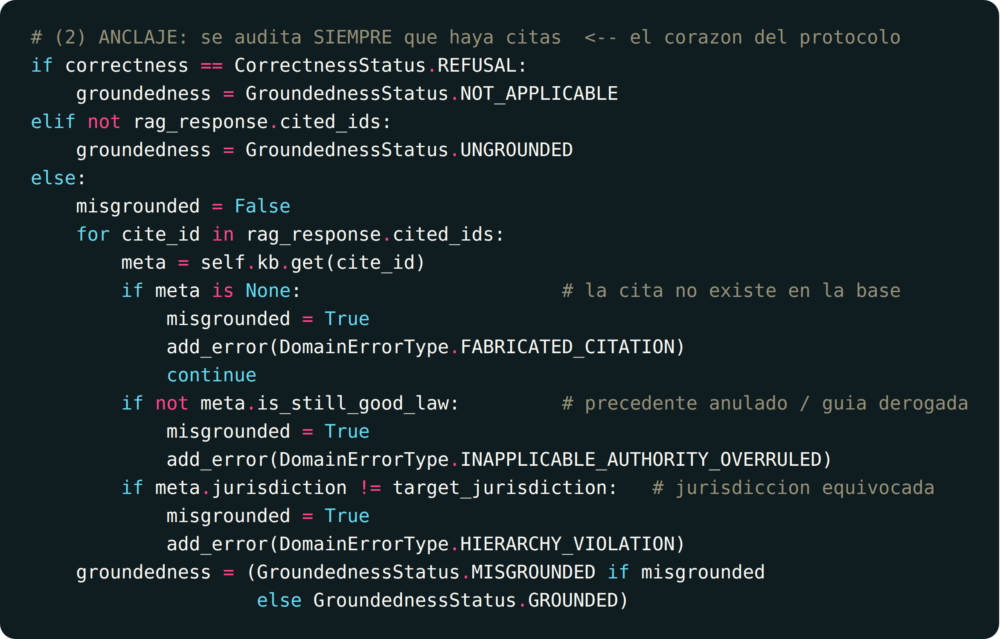 # (2) ANCLAJE: se audita SIEMPRE que haya citas  <-- el corazon del protocolo
if correctness == CorrectnessStatus.REFUSAL:
    groundedness = GroundednessStatus.NOT_APPLICABLE
elif not rag_response.cited_ids:
    groundedness = GroundednessStatus.UNGROUNDED
else:
    misgrounded = False
    for cite_id in rag_response.cited_ids:
        meta = self.kb.get(cite_id)
        if meta is None:                       # la cita no existe en la base
            misgrounded = True
            add_error(DomainErrorType.FABRICATED_CITATION)
            continue
        if not meta.is_still_good_law:         # precedente anulado / guia derogada
            misgrounded = True
            add_error(DomainErrorType.INAPPLICABLE_AUTHORITY_OVERRULED)
        if meta.jurisdiction != target_jurisdiction:   # jurisdiccion equivocada
            misgrounded = True
            add_error(DomainErrorType.HIERARCHY_VIOLATION)
    groundedness = (GroundednessStatus.MISGROUNDED if misgrounded
                    else GroundednessStatus.GROUNDED)